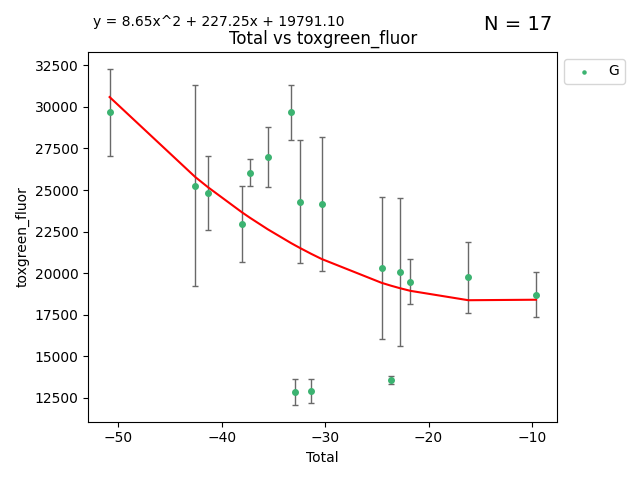 y = 8.65x^2 + 227.25x + 19791.10
N = 17
Total vs toxgreen_fluor
G
32500
30000
27500
25000
22500
20000
17500
15000
12500
toxgreen_fluor
−50
−40
−30
−20
−10
Total